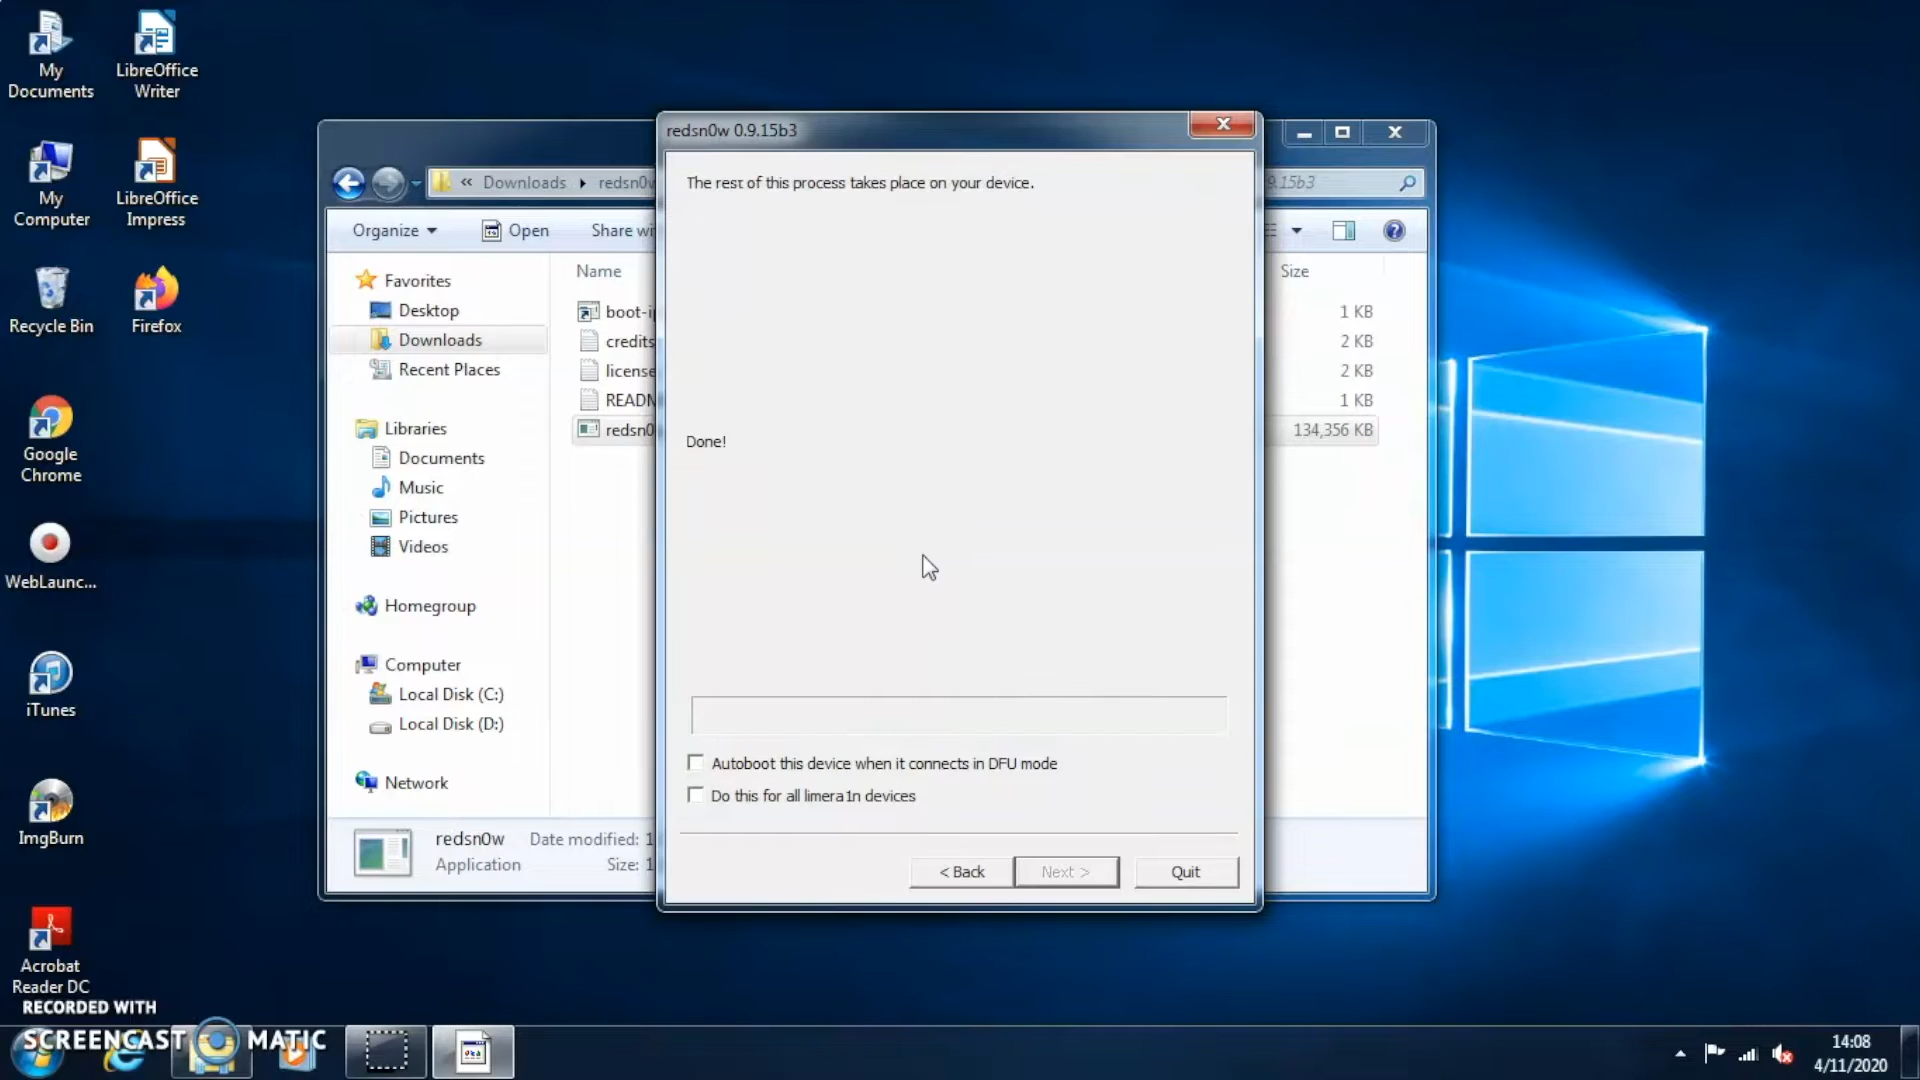 My
Documents
LibreOffice
Writer
My
Computer
LibreOffice
Impress
Recycle Bin
Firefox
Google
Chrome
WebLaunc...
iTunes
ImgBurn
Acrobat
Reader DC
RECORDED WITH
SCREENCAST MATIC
« Downloads redsn0w
9.15b3
Organize
Open
Share wi
Name
Size
Favorites
Desktop
Downloads
Recent Places
Libraries
Documents
Music
Pictures
Videos
Homegroup
Computer
Local Disk (C:)
Local Disk (D:)
Network
boot-ip
1 KB
credits
2 KB
license
2 KB
READM
1 KB
redsn0
134,356 KB
redsn0w Date modified: 1
Application Size: 1
redsn0w 0.9.15b3
The rest of this process takes place on your device.
Done!
Autoboot this device when it connects in DFU mode
Do this for all limera1n devices
< Back
Next >
Quit
14:08
4/11/2020